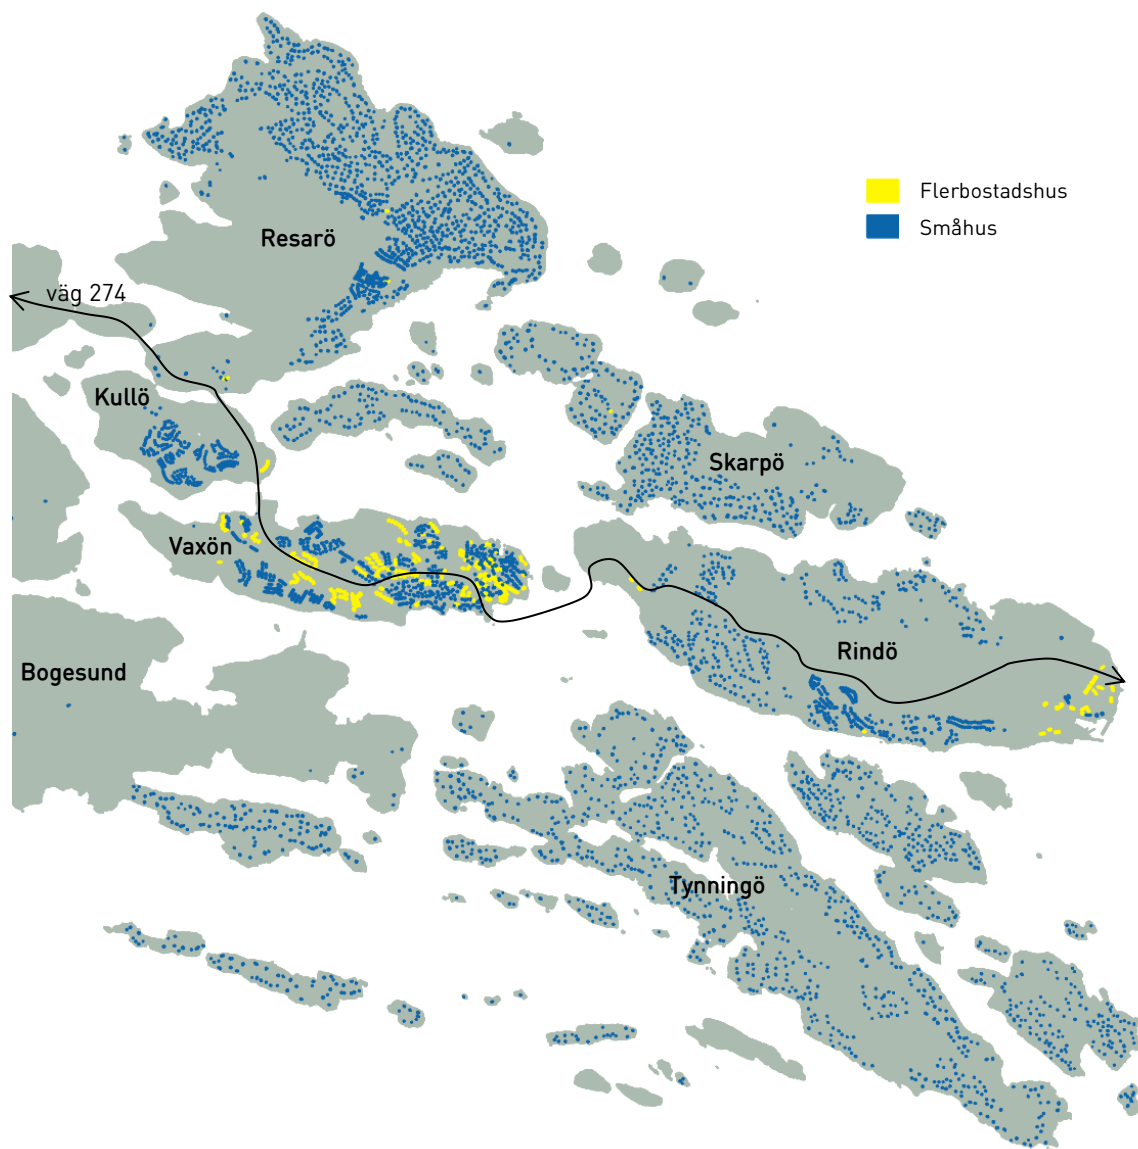 Flerbostadshus
Småhus
Resarö
väg 274
Kullö
Skarpö
Vaxön
Rindö
Bogesund
Tynningö